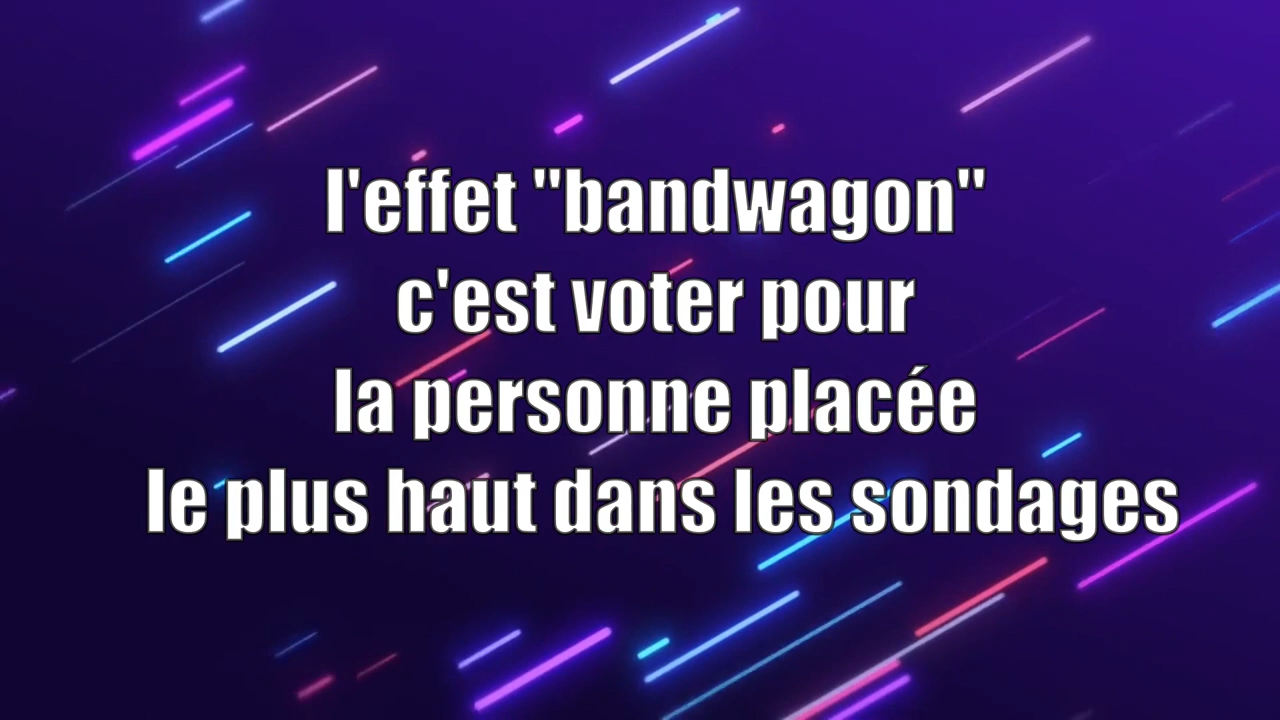 l'effet "bandwagon"
c'est voter pour
la personne placée
le plus haut dans les sondages